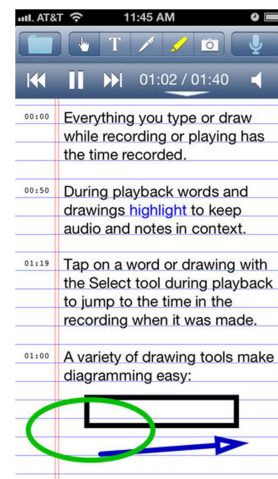 AT&T 11:45 AM
T
01:02 / 01:40
00:00 Everything you type or draw
while recording or playing has
the time recorded.
00:50 During playback words and
drawings highlight to keep
audio and notes in context.
01:19 Tap on a word or drawing with
the Select tool during playback
to jump to the time in the
recording when it was made.
01:00 A variety of drawing tools make
diagramming easy: